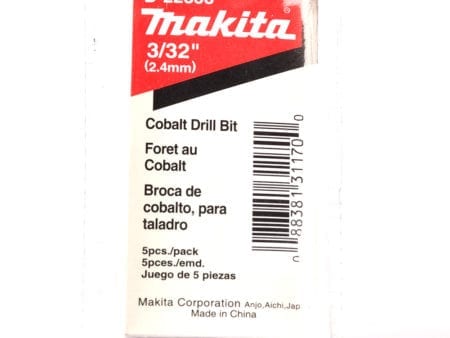 Makita
3/32"
(2.4mm)
Cobalt Drill Bit
Foret au
Cobalt
Broca de
cobalto, para
taladro
5pcs./pack
5pces./emd.
Juego de 5 piezas
0 88381 31170 0
Makita Corporation Anjo,Aichi,Jap
Made in China